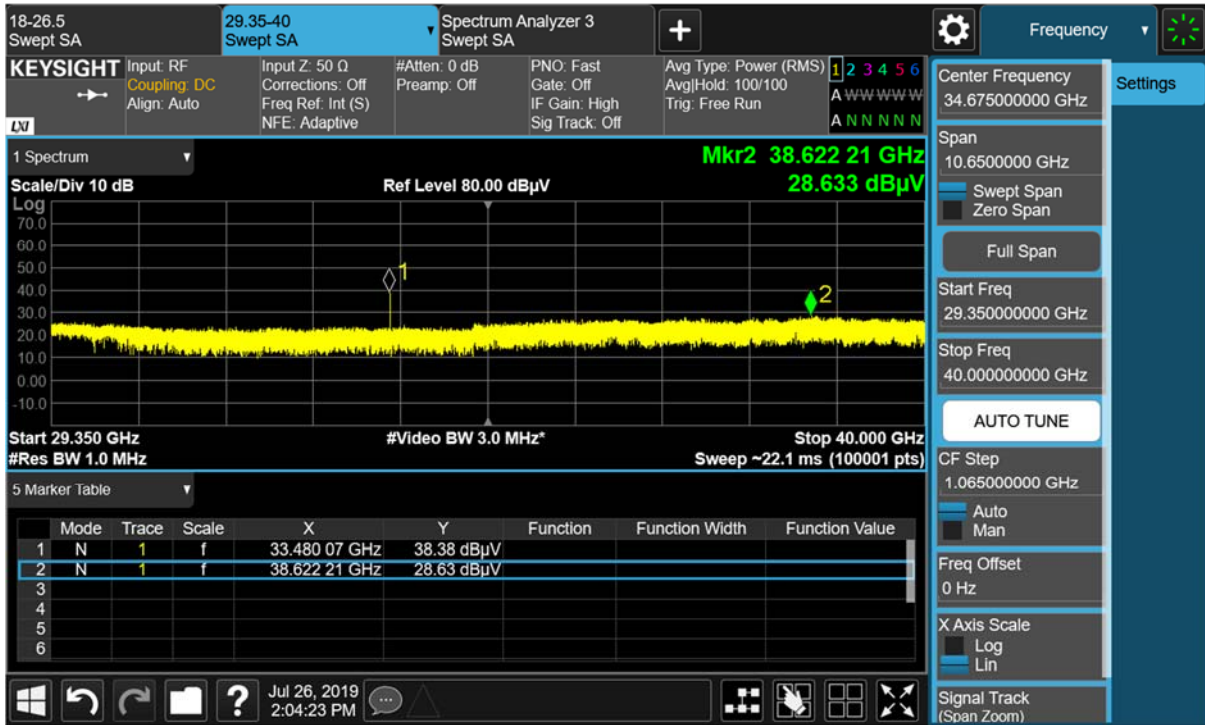 18-26.5
Swept SA
29.35-40
Swept SA
Spectrum Analyzer 3
Swept SA
Frequency
KEYSIGHT
LXI
Input: RF
Coupling: DC
Align: Auto
Input Z: 50 Ω
Corrections: Off
Freq Ref: Int (S)
NFE: Adaptive
#Atten: 0 dB
Preamp: Off
PNO: Fast
Gate: Off
IF Gain: High
Sig Track: Off
Avg Type: Power (RMS)
Avg|Hold: 100/100
Trig: Free Run
1 2 3 4 5 6
A W W W W W
A N N N N N
1 Spectrum
Mkr2 38.622 21 GHz
28.633 dBµV
Scale/Div 10 dB
Ref Level 80.00 dBµV
Log
70.0
60.0
50.0
40.0
30.0
20.0
10.0
0.00
-10.0
1
2
Start 29.350 GHz
#Video BW 3.0 MHz*
Stop 40.000 GHz
#Res BW 1.0 MHz
Sweep ~22.1 ms (100001 pts)
5 Marker Table
Mode Trace Scale X Y Function Function Width Function Value
1 N 1 f 33.480 07 GHz 38.38 dBµV
2 N 1 f 38.622 21 GHz 28.63 dBµV
3
4
5
6
?
Jul 26, 2019
2:04:23 PM
Center Frequency
34.675000000 GHz
Settings
Span
10.6500000 GHz
Swept Span
Zero Span
Full Span
Start Freq
29.350000000 GHz
Stop Freq
40.000000000 GHz
AUTO TUNE
CF Step
1.065000000 GHz
Auto
Man
Freq Offset
0 Hz
X Axis Scale
Log
Lin
Signal Track
(Span Zoom)